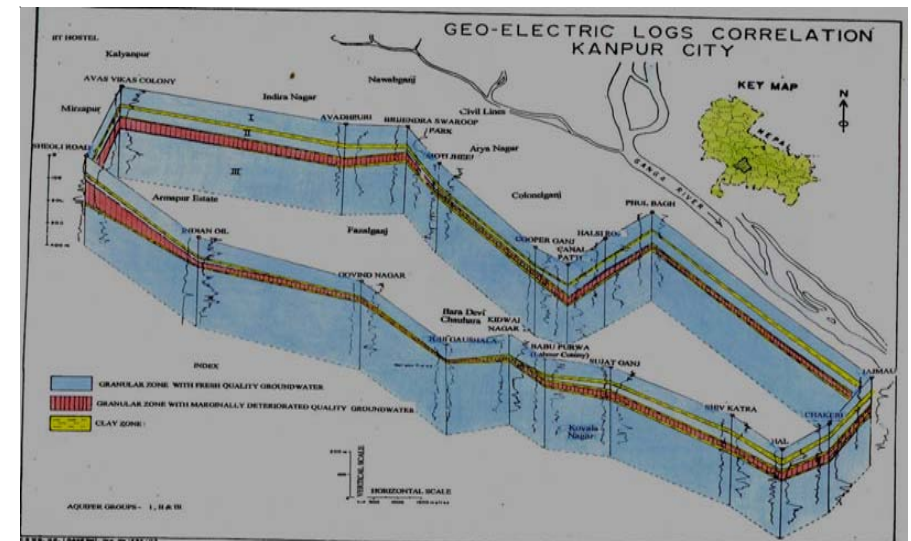 GEO-ELECTRIC LOGS CORRELATION
KANPUR CITY
IIT HOSTEL
Kalyanpur
AVAS VIKAS COLONY
Mirzapur
Indira Nagar
Nawabganj
AVADHPURI
BRIJENDRA SWAROOP
PARK
Civil Lines
Arya Nagar
MOTI JHEEL
KEY MAP
N
NEPAL
GANGA RIVER
I
II
III
SHEOLI ROAD
Armapur Estate
Colonelganj
PHUL BAGH
INDIAN OIL
Fazalganj
COOPER GANJ
CANAL
PATTI
HALSI RO
GOVIND NAGAR
Bara Devi
Chauhara
KIDWAI
NAGAR
BABU PURWA
(Labour Colony)
SUJAT GANJ
JAJMAU
SHIV KATRA
CHAKERI
HAL
Koyala
Nagar
INDEX
GRANULAR ZONE WITH FRESH QUALITY GROUNDWATER
GRANULAR ZONE WITH MARGINALLY DETERIORATED QUALITY GROUNDWATER
CLAY ZONE
VERTICAL SCALE
HORIZONTAL SCALE
AQUIFER GROUPS - I, II & III